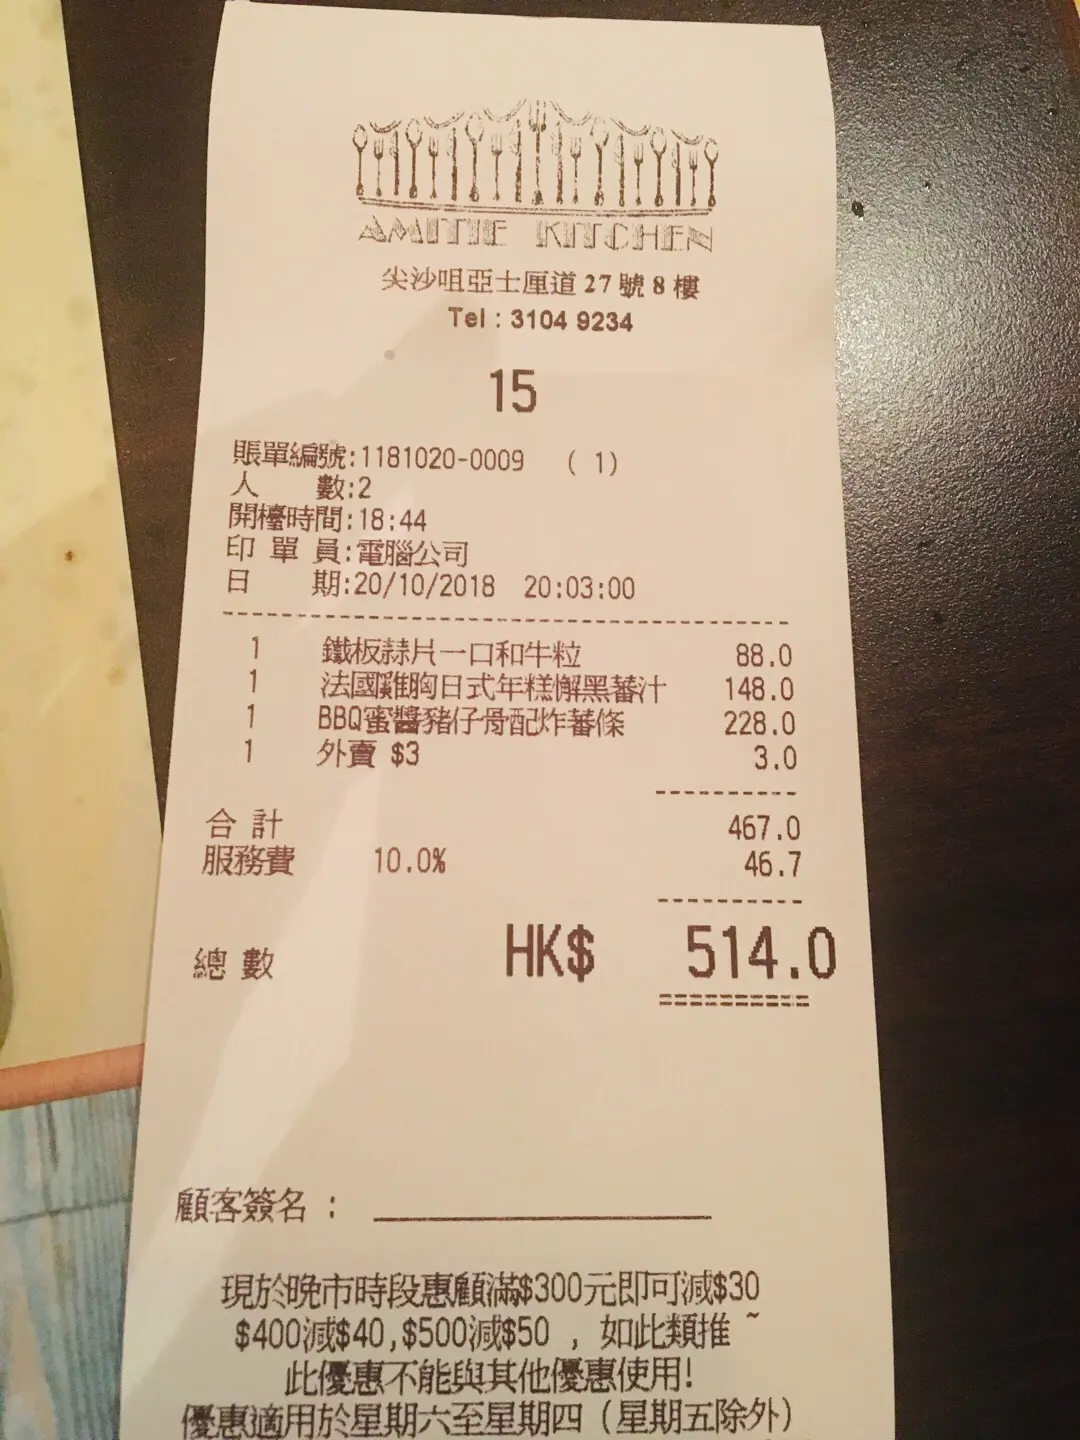 AMITIE KITCHEN
尖沙咀亞士厘道 27 號 8 樓
Tel : 3104 9234
15
賬單編號:1181020-0009 ( 1)
人 數:2
開檯時間:18:44
印 單 員:電腦公司
日 期:20/10/2018 20:03:00
1 鐵板蒜片一口和牛粒 88.0
1 法國雞胸日式年糕懈黑蕃汁 148.0
1 BBQ蜜醬豬仔骨配炸蕃條 228.0
1 外賣 $3 3.0
合 計 467.0
服務費 10.0% 46.7
總 數 HK$ 514.0
顧客簽名 :
現於晚市時段惠顧滿$300元即可減$30
$400減$40,$500減$50 , 如此類推 ~
此優惠不能與其他優惠使用!
優惠適用於星期六至星期四 (星期五除外)